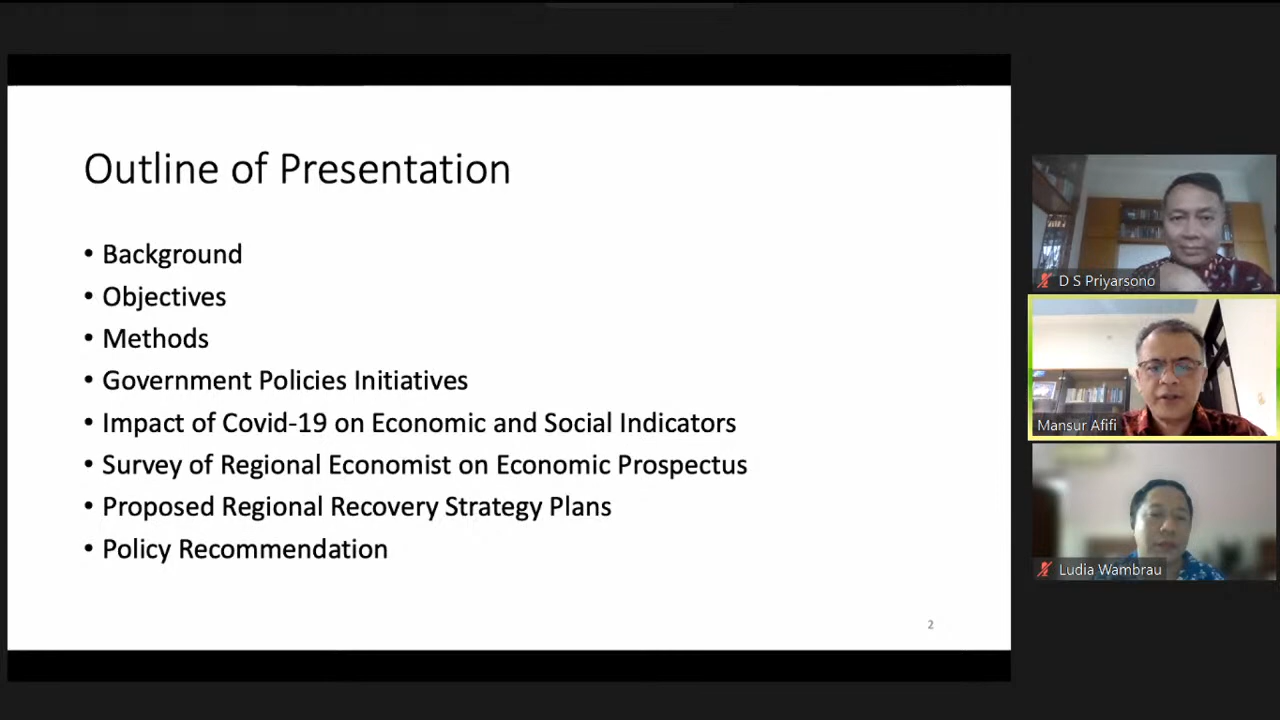 Outline of Presentation
• Background
• Objectives
• Methods
• Government Policies Initiatives
• Impact of Covid-19 on Economic and Social Indicators
• Survey of Regional Economist on Economic Prospectus
• Proposed Regional Recovery Strategy Plans
• Policy Recommendation
2
D S Priyarsono
Mansur Afifi
Ludia Wambrau